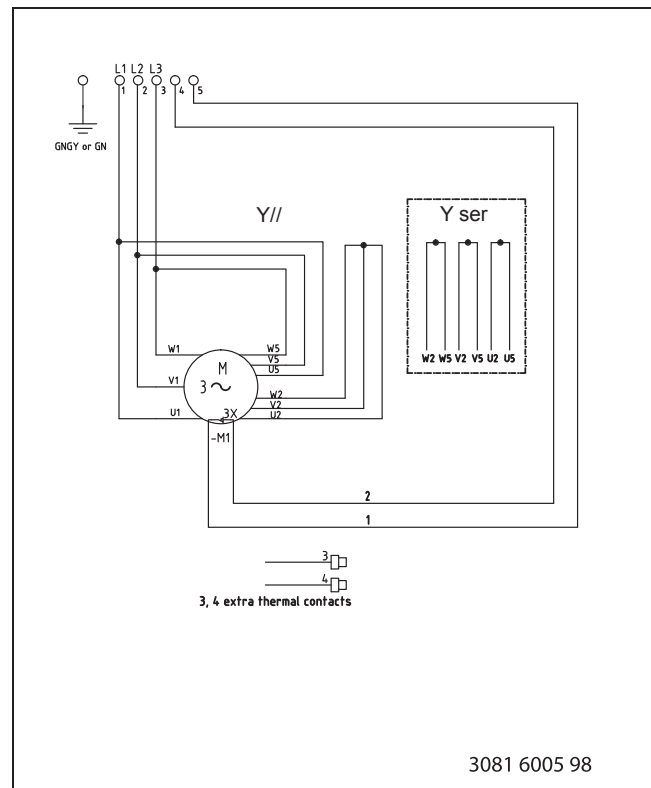 L1 L2 L3
1 2 3 4 5
GNGY or GN
Y//
Y ser
W2 W5 V2 V5 U2 U5
W1
W5
V5
U5
M
3
V1
W2
V2
U2
U1
3X
-M1
2
1
3
4
3, 4 extra thermal contacts
3081 6005 98